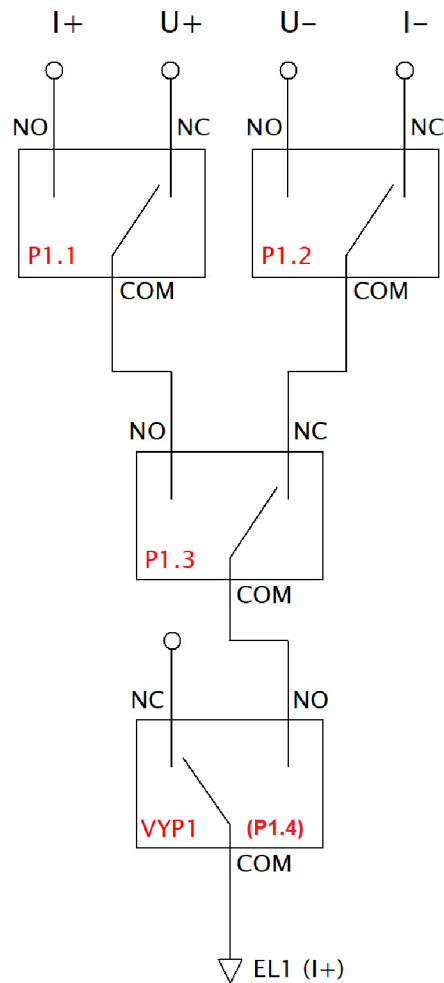 I+ U+ U- I-
NO NC NO NC
P1.1 P1.2
COM COM
NO NC
P1.3
COM
NC NO
VYP1 (P1.4)
COM
EL1 (I+)